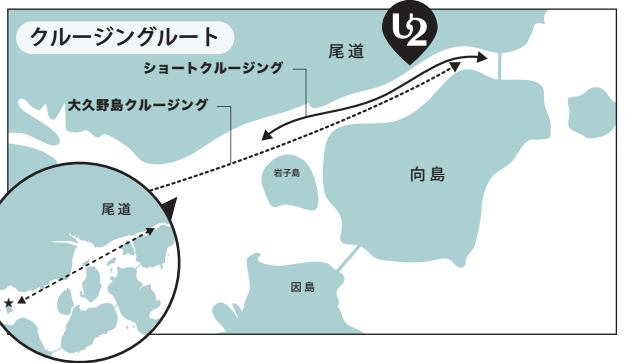 クルージングルート
尾道
U2
ショートクルージング
大久野島クルージング
岩子島
向島
尾道
因島